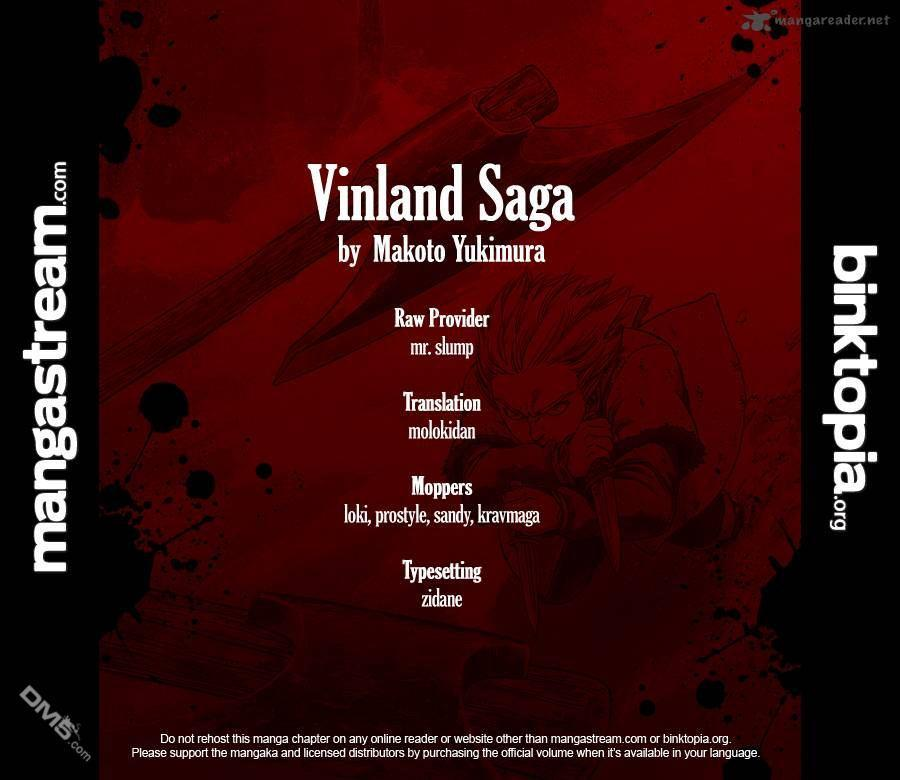 mangareader.net
Vinland Saga
by Makoto Yukimura
Raw Provider
mr. slump
Translation
molokidan
Moppers
loki, prostyle, sandy, kravmaga
Typesetting
zidane
mangastream.com
binktopia.org
DM5.com
Do not rehost this manga chapter on any online reader or website other than mangastream.com or binktopia.org.
Please support the mangaka and licensed distributors by purchasing the official volume when it's available in your language.